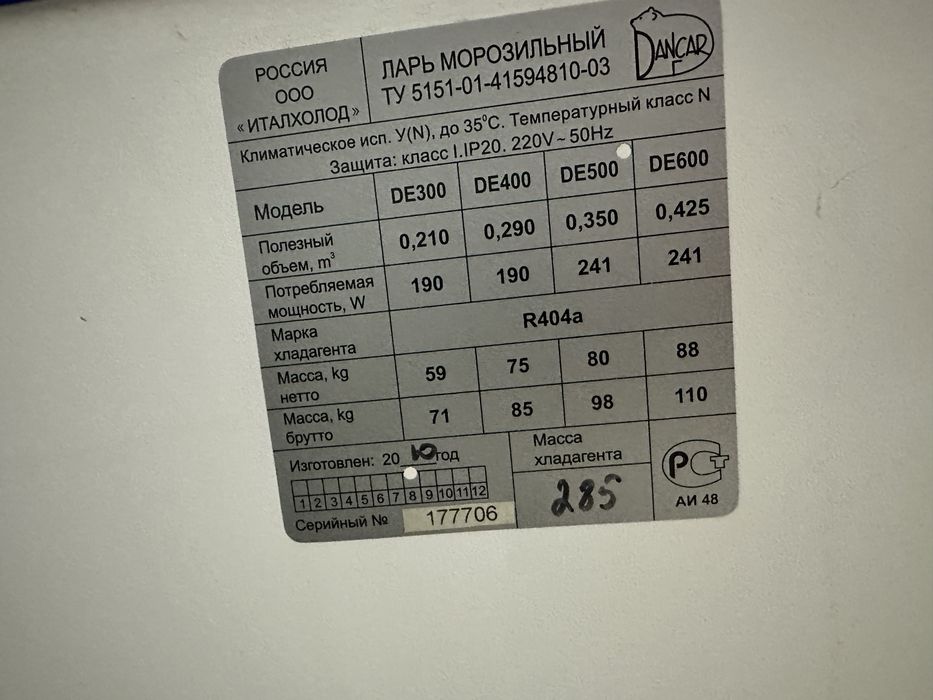 РОССИЯ
ООО
«ИТАЛХОЛОД»
ЛАРЬ МОРОЗИЛЬНЫЙ
ТУ 5151-01-41594810-03
DANCAR
Г
Климатическое исп. У(N), до 35°С. Температурный класс N
Защита: класс I.IP20. 220V~50Hz
Модель DE300 DE400 DE500 DE600
Полезный
объем, m³ 0,210 0,290 0,350 0,425
Потребляемая
мощность, W 190 190 241 241
Марка
хладагента R404a
Масса, kg
нетто 59 75 80 88
Масса, kg
брутто 71 85 98 110
Изготовлен: 20 10 год
1 2 3 4 5 6 7 8 9 10 11 12
Серийный № 177706
Масса
хладагента
285
РСТ
АИ 48